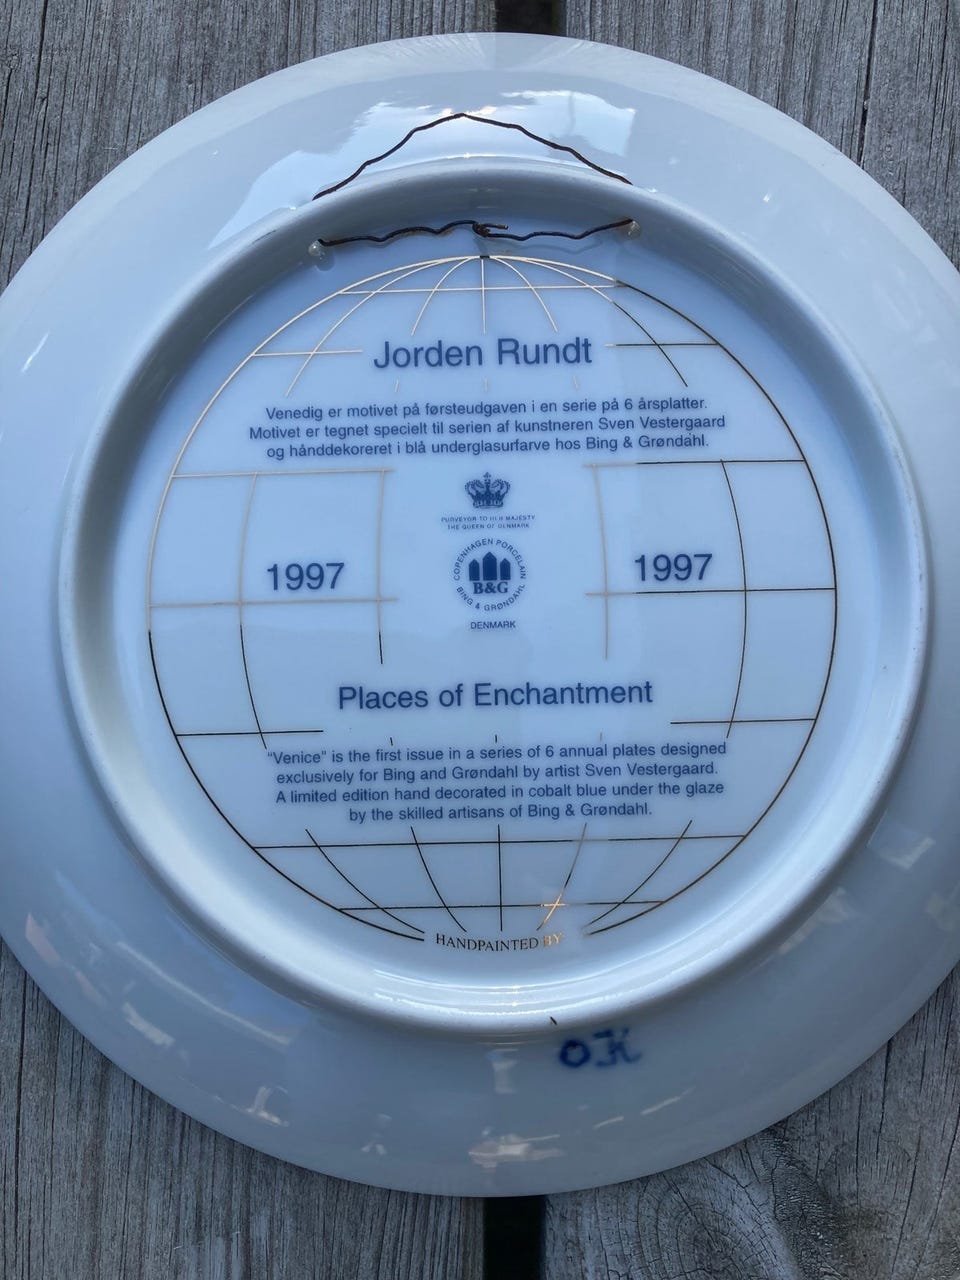 Jorden Rundt
Venedig er motivet på førsteudgaven i en serie på 6 årsplatter.
Motivet er tegnet specielt til serien af kunstneren Sven Vestergaard
og hånddekoreret i blå underglasurfarve hos Bing & Grøndahl.
PURVEYOR TO H M MAJESTY
THE QUEEN OF DENMARK
1997
COPENHAGEN PORCELAIN
B&G
BING & GRØNDAHL
1997
DENMARK
Places of Enchantment
"Venice" is the first issue in a series of 6 annual plates designed
exclusively for Bing and Grøndahl by artist Sven Vestergaard.
A limited edition hand decorated in cobalt blue under the glaze
by the skilled artisans of Bing & Grøndahl.
HANDPAINTED BY
OK